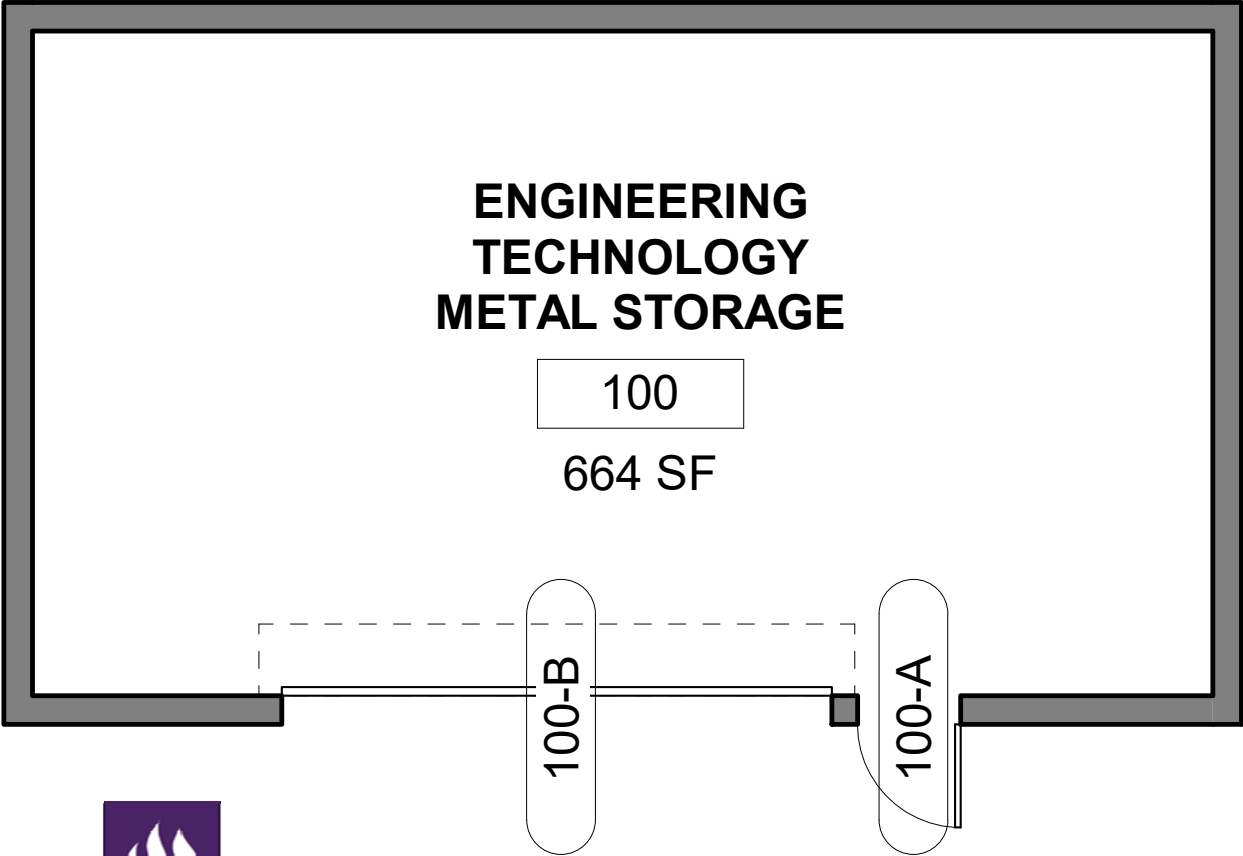 ENGINEERING
TECHNOLOGY
METAL STORAGE
100
664 SF
100-B
100-A